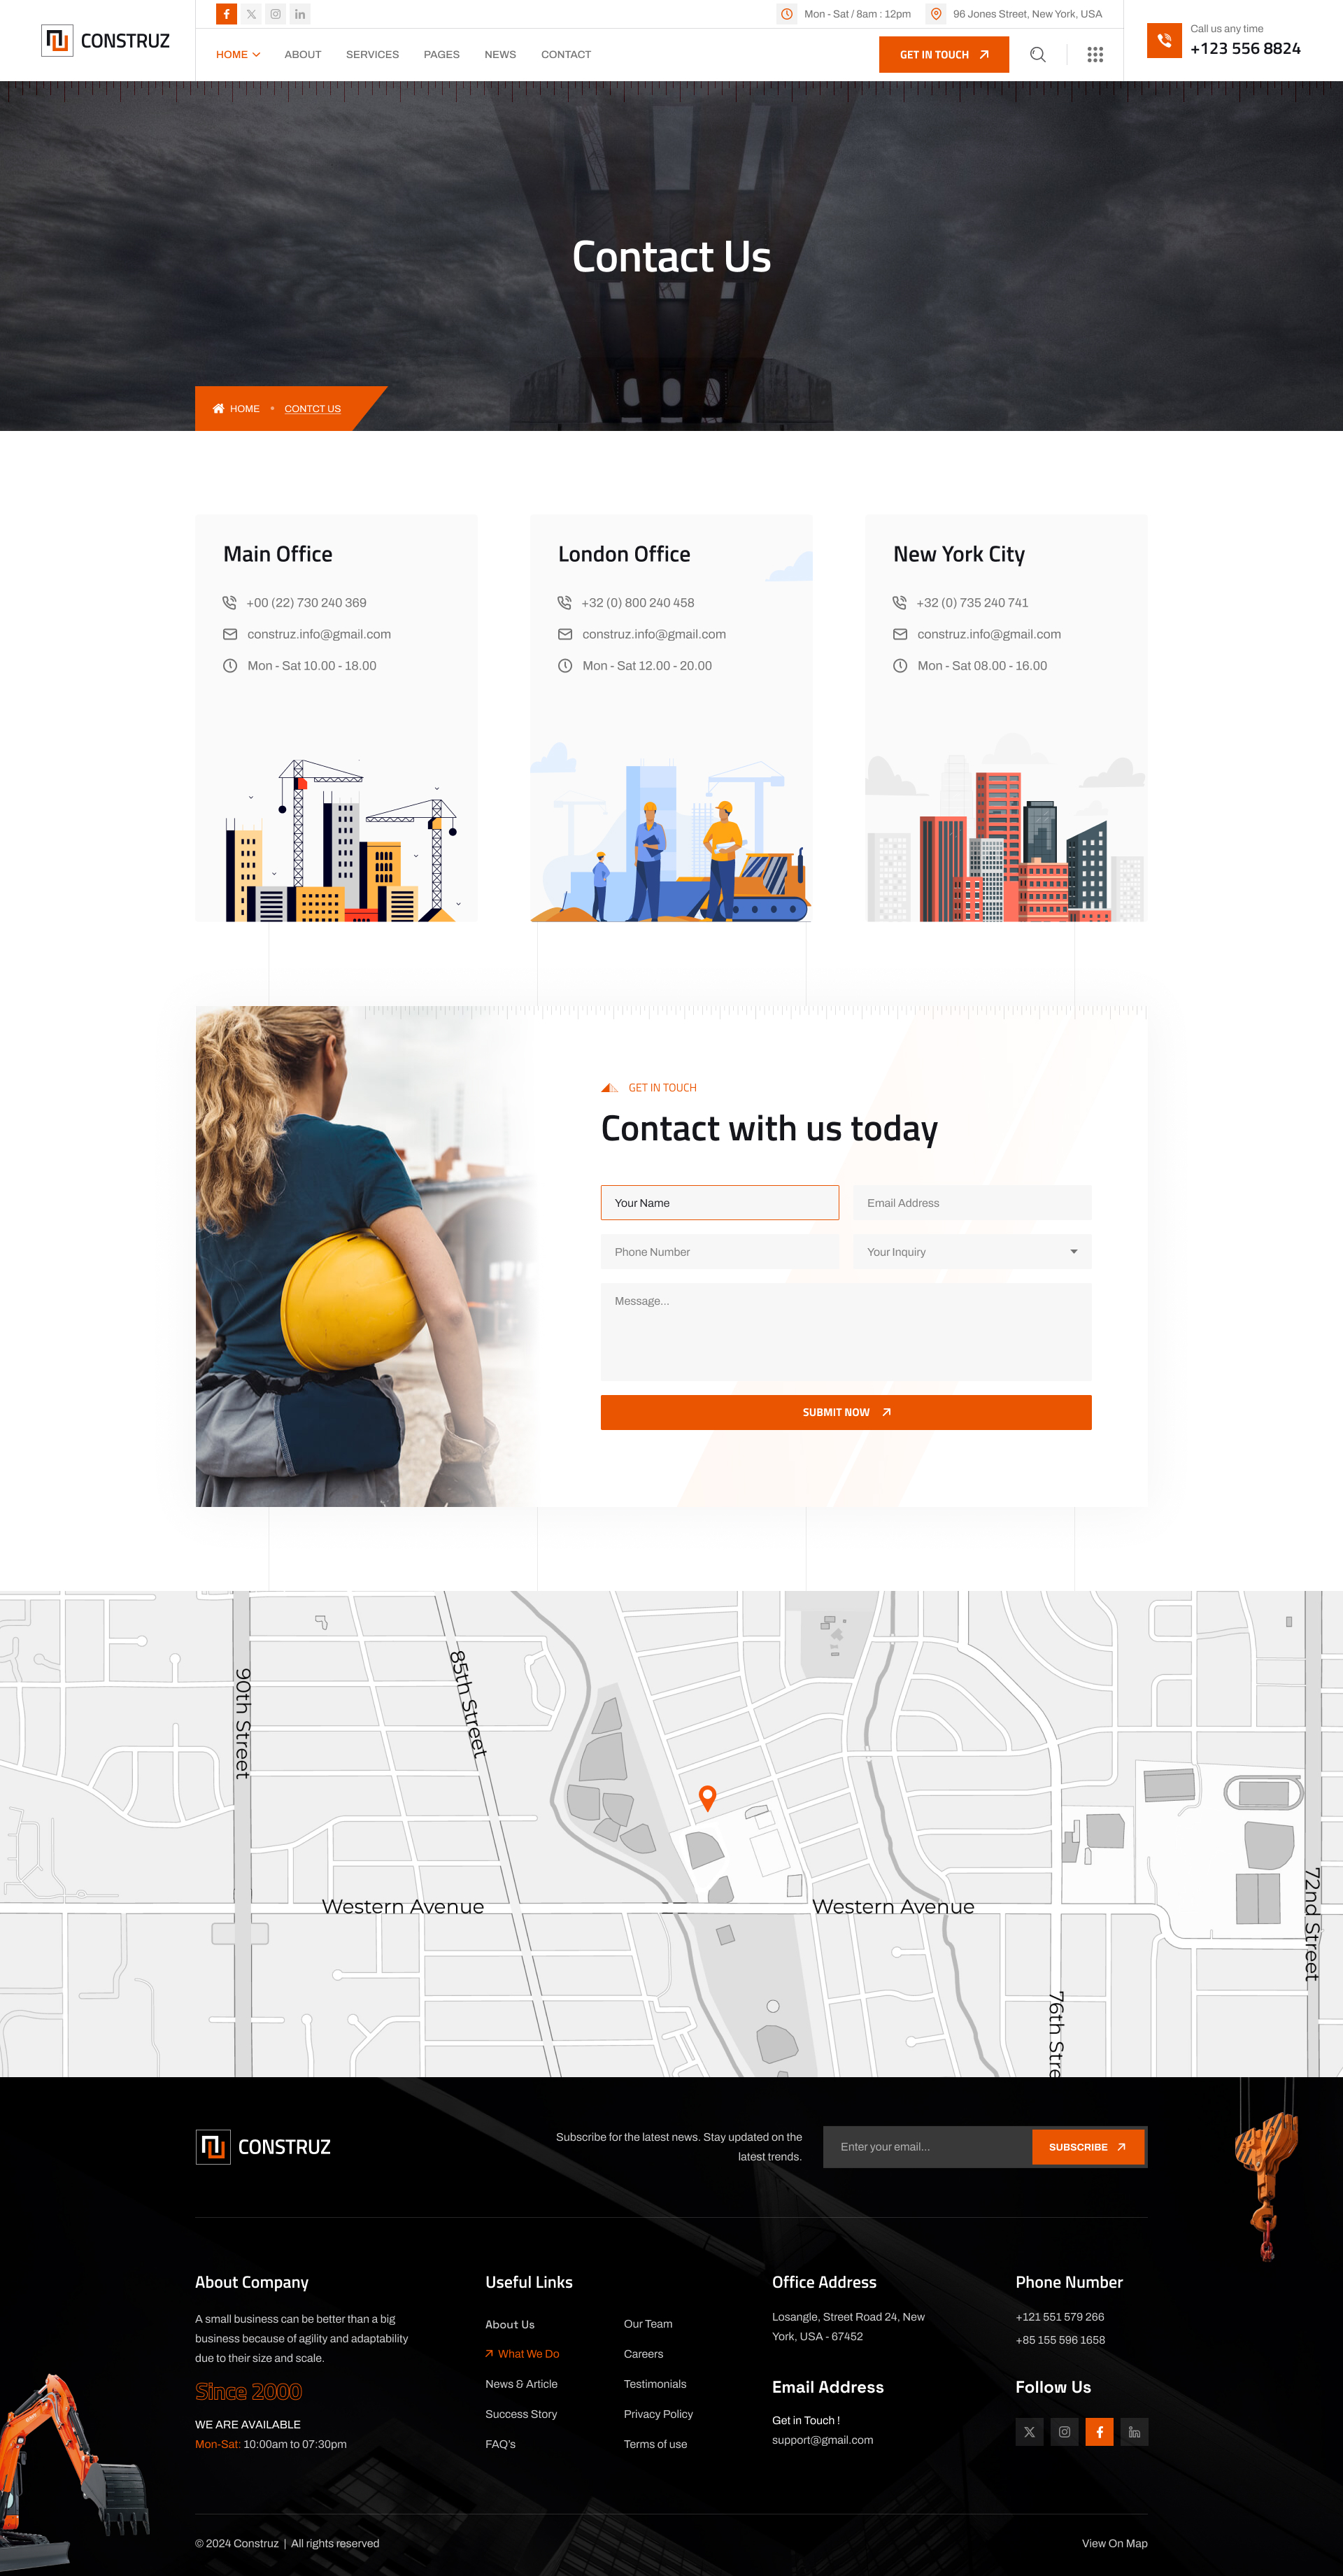 CONSTRUZ
Mon - Sat / 8am : 12pm
96 Jones Street, New York, USA
HOME
ABOUT
SERVICES
PAGES
NEWS
CONTACT
GET IN TOUCH
Call us any time
+123 556 8824
Contact Us
HOME
CONTCT US
Main Office
+00 (22) 730 240 369
construz.info@gmail.com
Mon - Sat 10.00 - 18.00
London Office
+32 (0) 800 240 458
construz.info@gmail.com
Mon - Sat 12.00 - 20.00
New York City
+32 (0) 735 240 741
construz.info@gmail.com
Mon - Sat 08.00 - 16.00
GET IN TOUCH
Contact with us today
Your Name
Email Address
Phone Number
Your Inquiry
Message...
SUBMIT NOW
90th Street
85th Street
Western Avenue
Western Avenue
72nd Street
76th Stre
CONSTRUZ
Subscribe for the latest news. Stay updated on the
latest trends.
Enter your email...
SUBSCRIBE
About Company
A small business can be better than a big
business because of agility and adaptability
due to their size and scale.
Since 2000
WE ARE AVAILABLE
Mon-Sat: 10:00am to 07:30pm
Useful Links
About Us
What We Do
News & Article
Success Story
FAQ's
Our Team
Careers
Testimonials
Privacy Policy
Terms of use
Office Address
Losangle, Street Road 24, New
York, USA - 67452
Email Address
Get in Touch !
support@gmail.com
Phone Number
+121 551 579 266
+85 155 596 1658
Follow Us
© 2024 Construz | All rights reserved
View On Map